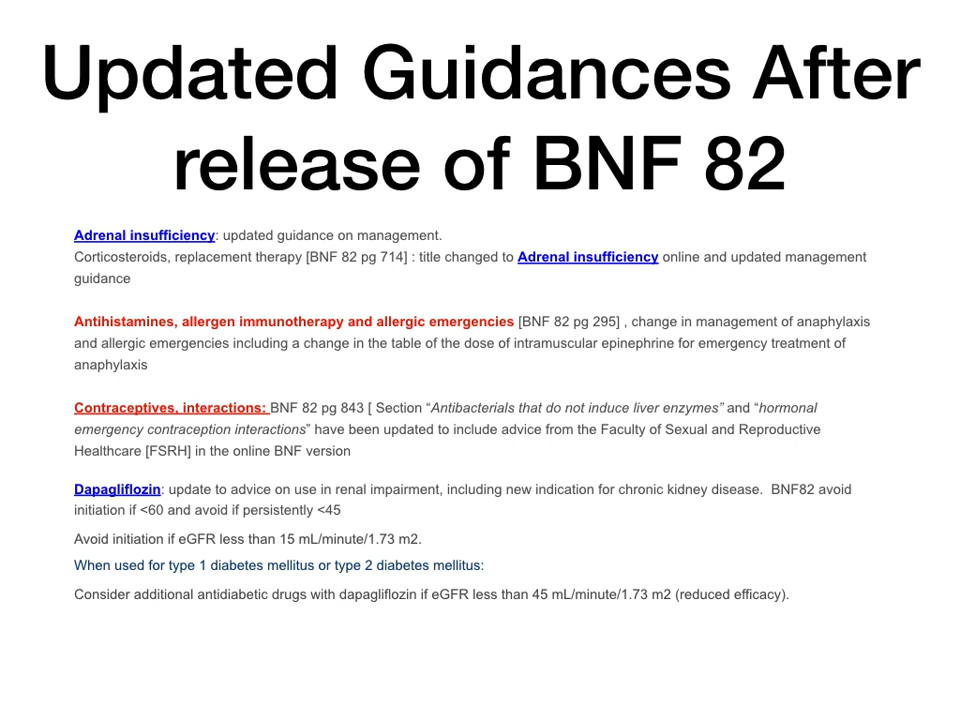 Updated Guidances After
release of BNF 82
Adrenal insufficiency: updated guidance on management.
Corticosteroids, replacement therapy [BNF 82 pg 714] : title changed to Adrenal insufficiency online and updated management
guidance
Antihistamines, allergen immunotherapy and allergic emergencies [BNF 82 pg 295] , change in management of anaphylaxis
and allergic emergencies including a change in the table of the dose of intramuscular epinephrine for emergency treatment of
anaphylaxis
Contraceptives, interactions: BNF 82 pg 843 [ Section “Antibacterials that do not induce liver enzymes” and “hormonal
emergency contraception interactions” have been updated to include advice from the Faculty of Sexual and Reproductive
Healthcare [FSRH] in the online BNF version
Dapagliflozin: update to advice on use in renal impairment, including new indication for chronic kidney disease.  BNF82 avoid
initiation if <60 and avoid if persistently <45
Avoid initiation if eGFR less than 15 mL/minute/1.73 m2.
When used for type 1 diabetes mellitus or type 2 diabetes mellitus:
Consider additional antidiabetic drugs with dapagliflozin if eGFR less than 45 mL/minute/1.73 m2 (reduced efficacy).